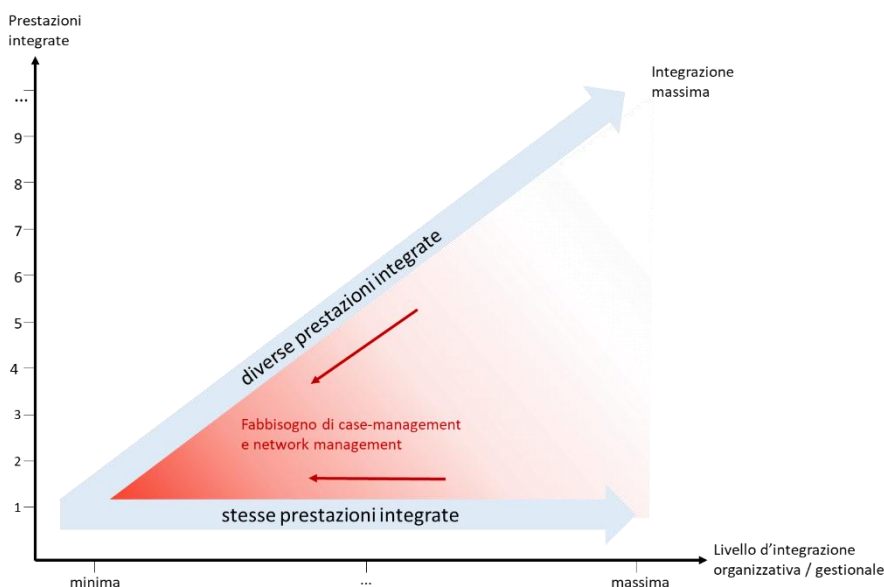 Prestazioni
integrate
Integrazione
massima
...
9
8
7
6
5
4
3
2
1
diverse prestazioni integrate
Fabbisogno di case-management
e network management
stesse prestazioni integrate
Livello d’integrazione
organizzativa / gestionale
minima
...
massima